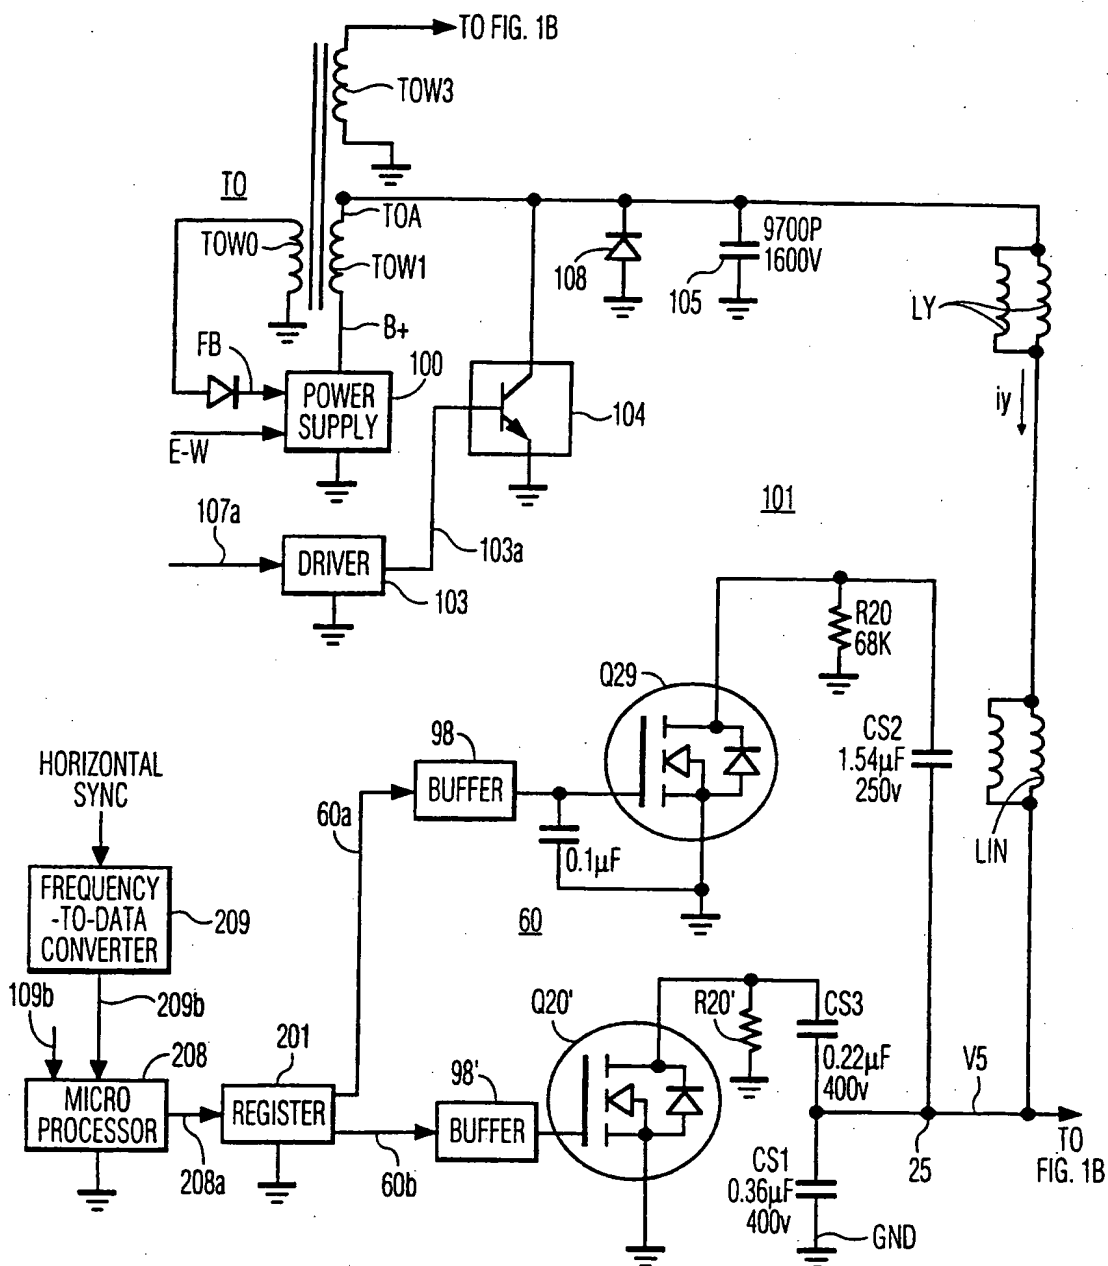 TO FIG. 1B
TOW3
TO
TOA
TOW0
TOW1
108
9700P
1600V
105
LY
B+
FB
100
POWER
SUPPLY
104
iy
E-W
101
107a
103a
DRIVER
103
R20
68K
Q29
CS2
1.54µF
250v
98
BUFFER
HORIZONTAL
SYNC
60a
0.1µF
LIN
FREQUENCY
-TO-DATA
CONVERTER
209
60
109b
209b
Q20'
R20'
CS3
0.22µF
400v
208
201
98'
V5
MICRO
PROCESSOR
REGISTER
BUFFER
208a
60b
CS1
0.36µF
400v
25
TO
FIG. 1B
GND